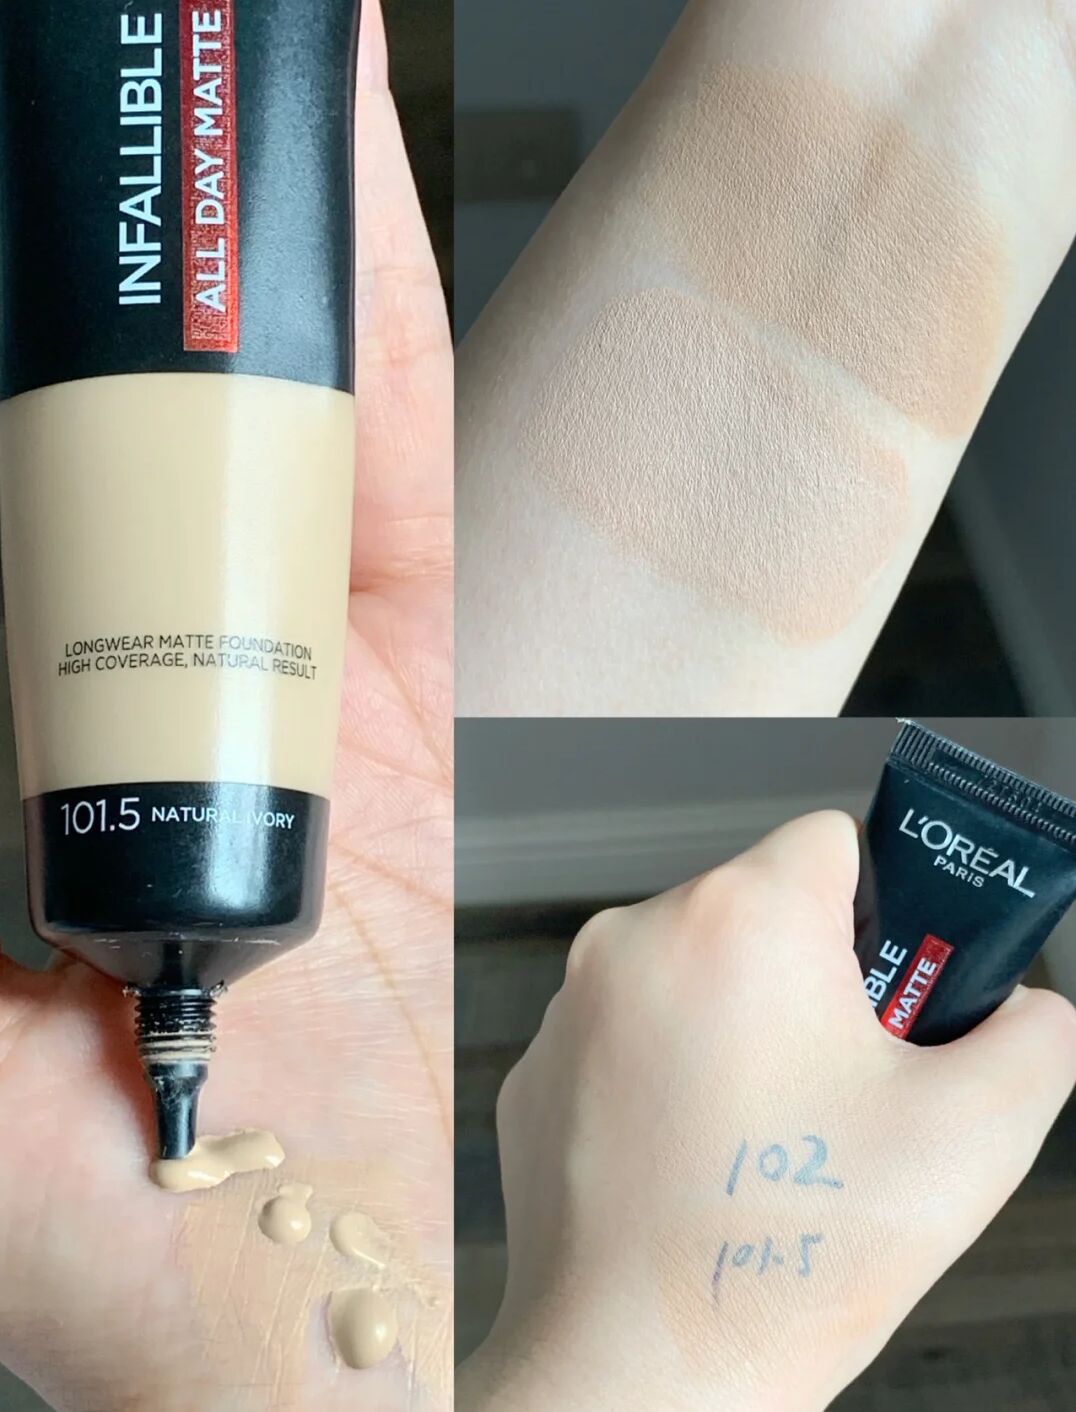 INFALLIBLE
ALL DAY MATTE
LONGWEAR MATTE FOUNDATION
HIGH COVERAGE, NATURAL RESULT
101.5 NATURAL IVORY
L'ORÉAL
PARIS
BLE
MATTE
102
101.5